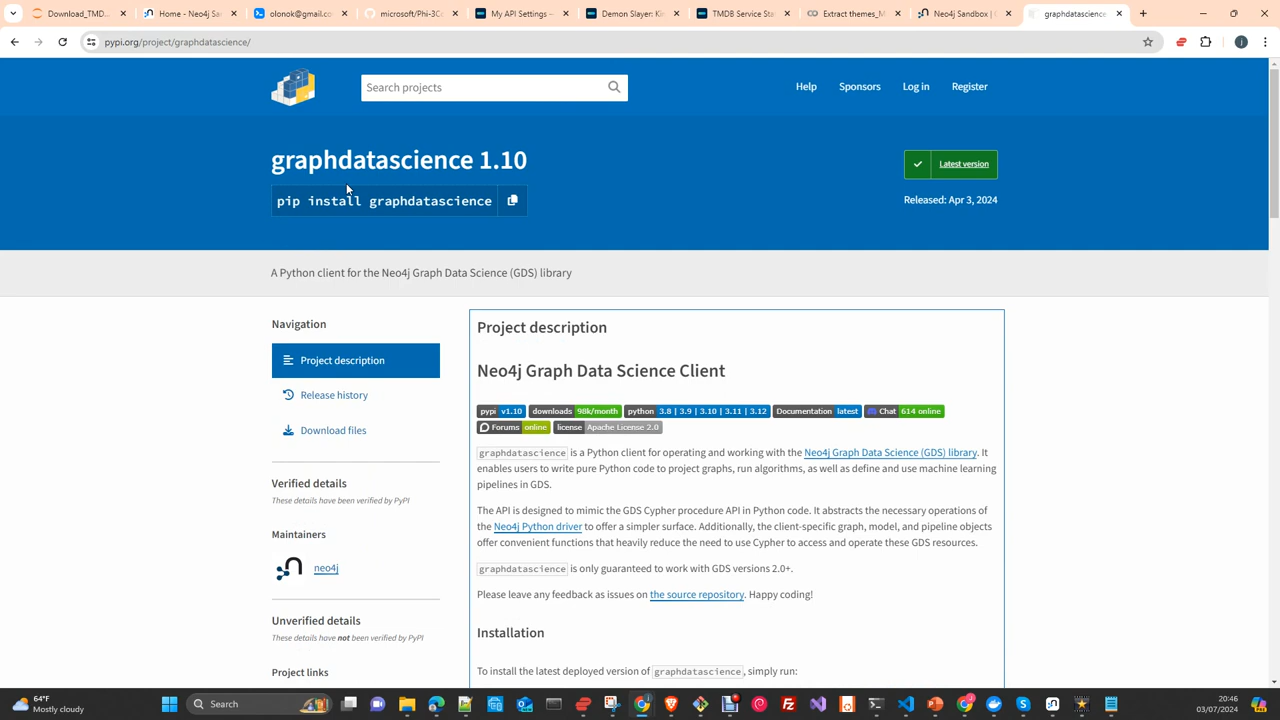 Download_TMD
Home - Neo4j Sa
olonok@gmail.co
microsoft/Phi-3Co
My API Settings —
Demon Slayer: Ki
TMDB Service Sta
Extract themes_M
Neo4j Sandbox | 
graphdatascience
pypi.org/project/graphdatascience/
Search projects
Help
Sponsors
Log in
Register
graphdatascience 1.10
Latest version
pip install graphdatascience
Released: Apr 3, 2024
A Python client for the Neo4j Graph Data Science (GDS) library
Navigation
Project description
Release history
Download files
Verified details
These details have been verified by PyPI
Maintainers
neo4j
Unverified details
These details have not been verified by PyPI
Project links
Project description
Neo4j Graph Data Science Client
pypi v1.10 downloads 98k/month python 3.8 | 3.9 | 3.10 | 3.11 | 3.12 Documentation latest Chat 614 online
Forums online license Apache License 2.0
graphdatascience is a Python client for operating and working with the Neo4j Graph Data Science (GDS) library. It
enables users to write pure Python code to project graphs, run algorithms, as well as define and use machine learning
pipelines in GDS.
The API is designed to mimic the GDS Cypher procedure API in Python code. It abstracts the necessary operations of
the Neo4j Python driver to offer a simpler surface. Additionally, the client-specific graph, model, and pipeline objects
offer convenient functions that heavily reduce the need to use Cypher to access and operate these GDS resources.
graphdatascience is only guaranteed to work with GDS versions 2.0+.
Please leave any feedback as issues on the source repository. Happy coding!
Installation
To install the latest deployed version of graphdatascience, simply run:
64°F
Mostly cloudy
Search
20:46
03/07/2024